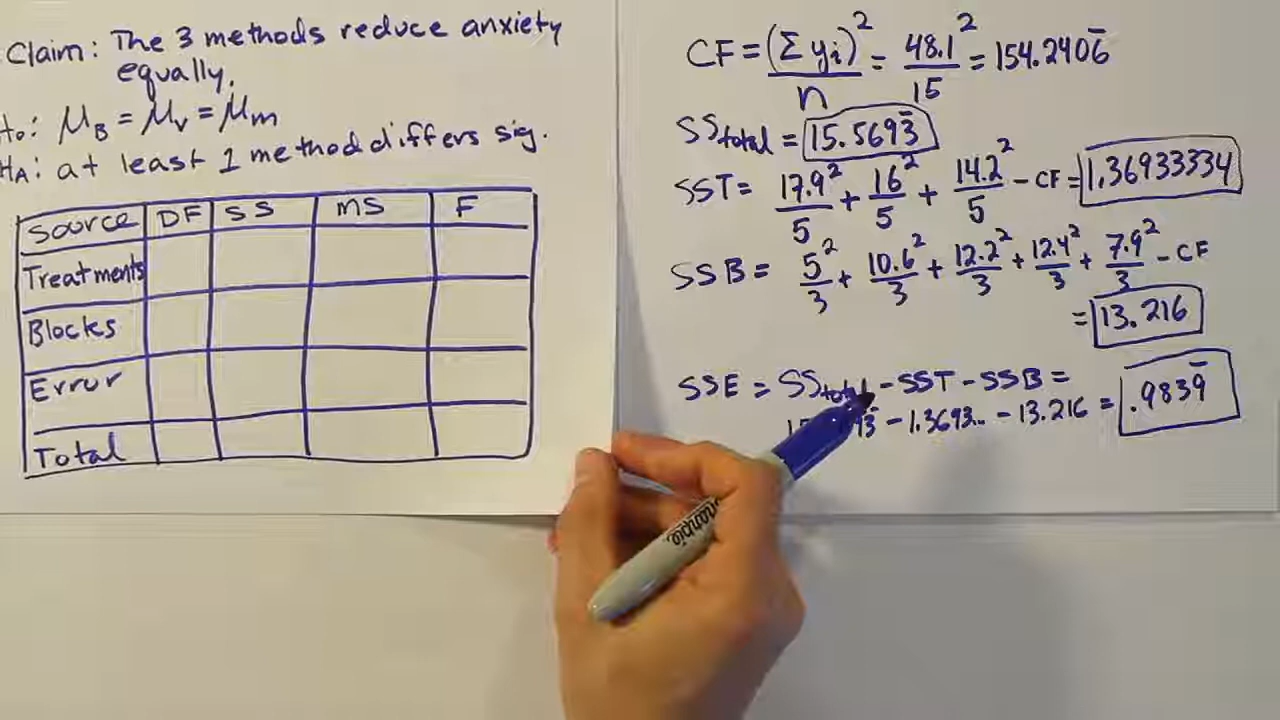 Claim: The 3 methods reduce anxiety
equally.
H₀: μB = μV = μm
HA: at least 1 method differs sig.
Source DF SS MS F
Treatments
Blocks
Error
Total
CF = (Σ yi)² / n = 48.1² / 15 = 154.2406̄
SStotal = 15.5693̄
SST = 17.9²/5 + 16²/5 + 14.2²/5 - CF = 1.36933334
SSB = 5²/3 + 10.6²/3 + 12.2²/3 + 12.4²/3 + 7.9²/3 - CF
= 13.216
SSE = SStotal - SST - SSB =
- 1.3693.. - 13.216 = .9839̄